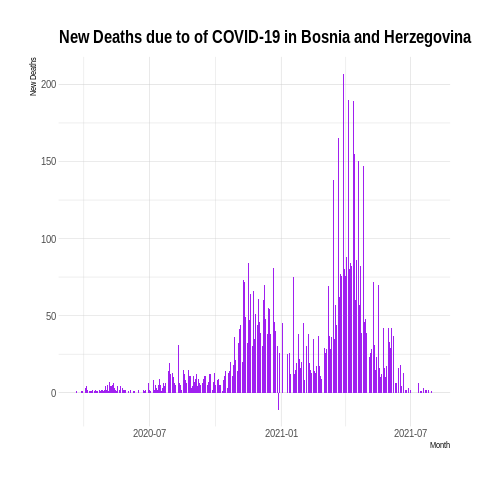 New Deaths due to of COVID-19 in Bosnia and Herzegovina
New Deaths
200
150
100
50
0
2020-07 2021-01 2021-07
Month